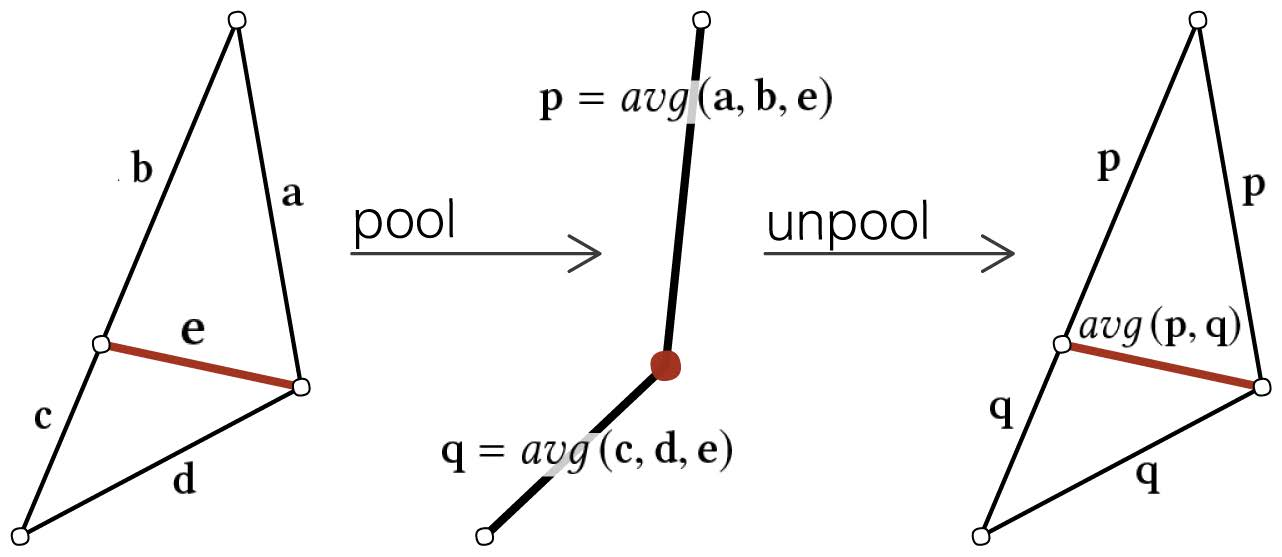 b
a
e
c
d
pool
p = avg(a, b, e)
q = avg(c, d, e)
unpool
p
p
avg(p, q)
q
q